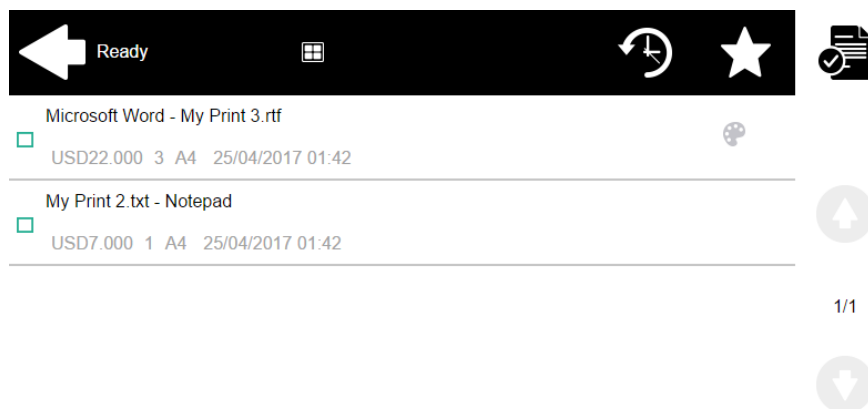 Ready
Microsoft Word - My Print 3.rtf
USD22.000 3 A4 25/04/2017 01:42
My Print 2.txt - Notepad
USD7.000 1 A4 25/04/2017 01:42
1/1